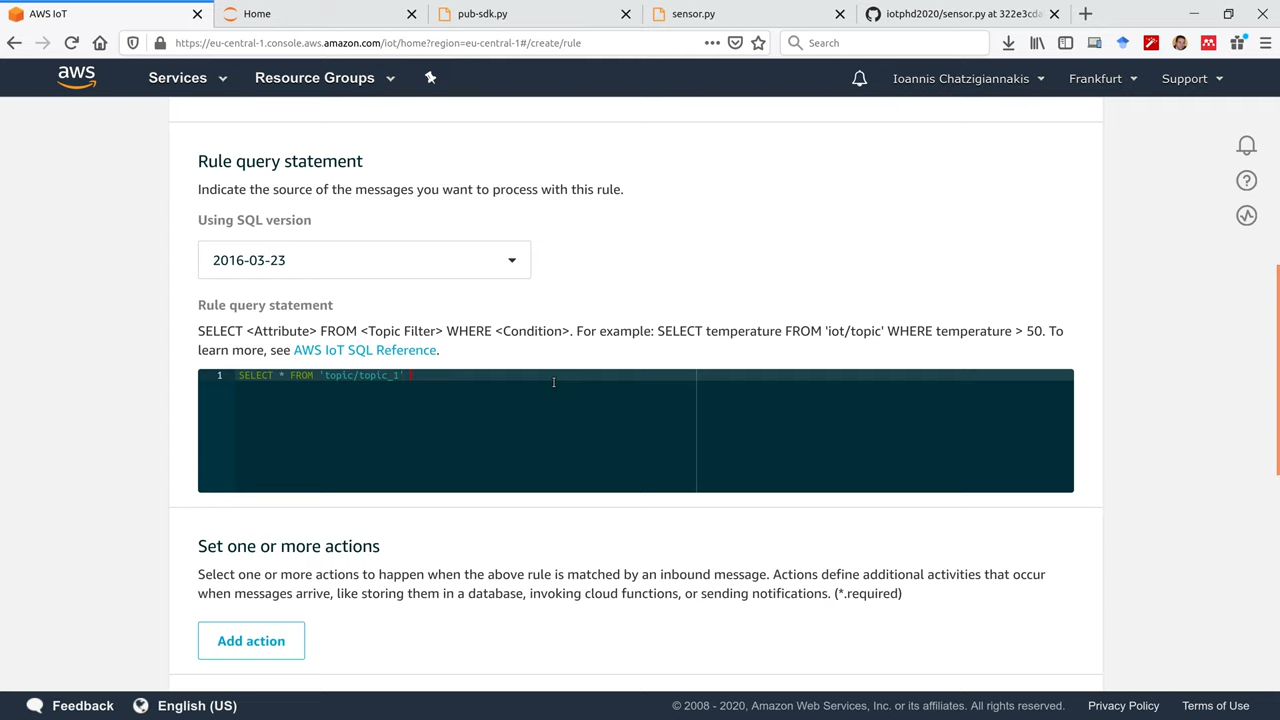 AWS IoT
Home
pub-sdk.py
sensor.py
iotphd2020/sensor.py at 322e3cda
https://eu-central-1.console.aws.amazon.com/iot/home?region=eu-central-1#/create/rule
Search
aws
Services
Resource Groups
Ioannis Chatzigiannakis
Frankfurt
Support
Rule query statement
Indicate the source of the messages you want to process with this rule.
Using SQL version
2016-03-23
Rule query statement
SELECT <Attribute> FROM <Topic Filter> WHERE <Condition>. For example: SELECT temperature FROM 'iot/topic' WHERE temperature > 50. To
learn more, see AWS IoT SQL Reference.
1 SELECT * FROM 'topic/topic_1'
Set one or more actions
Select one or more actions to happen when the above rule is matched by an inbound message. Actions define additional activities that occur
when messages arrive, like storing them in a database, invoking cloud functions, or sending notifications. (*.required)
Add action
Feedback
English (US)
© 2008 - 2020, Amazon Web Services, Inc. or its affiliates. All rights reserved.
Privacy Policy
Terms of Use